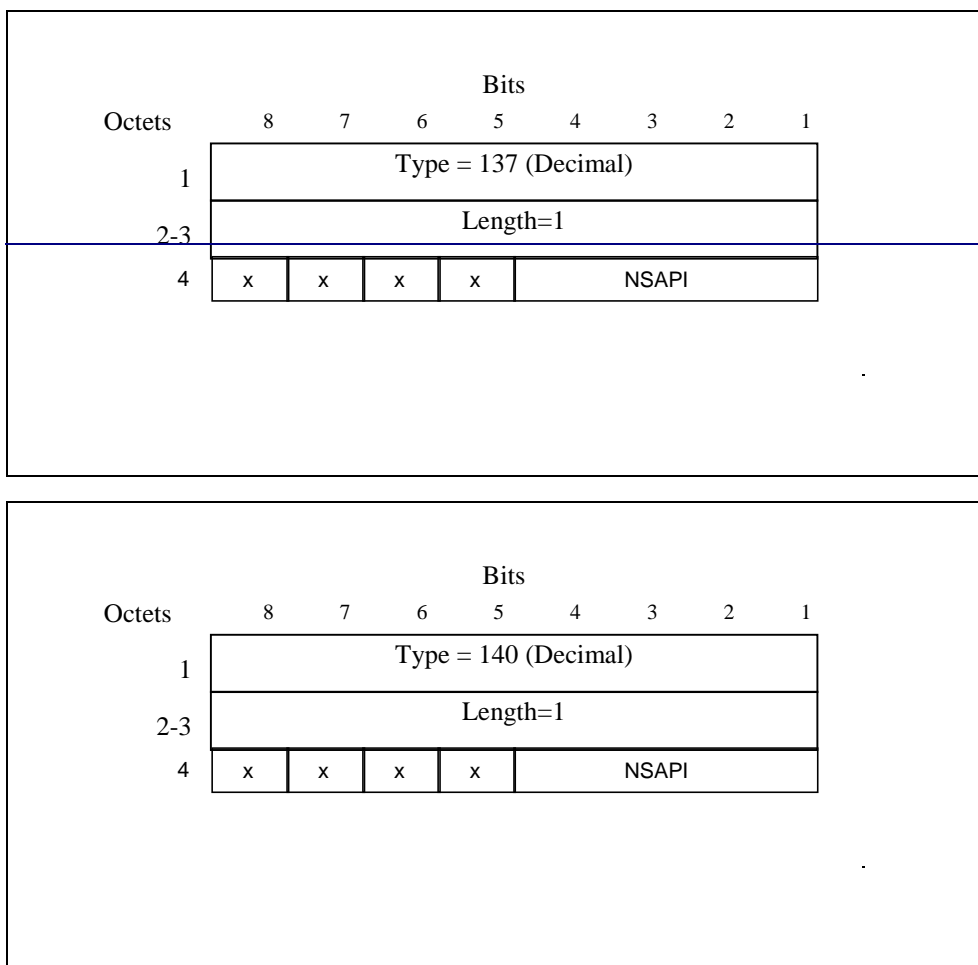 Bits
Octets 8 7 6 5 4 3 2 1
1 Type = 137 (Decimal)
2-3 Length=1
4 x x x x NSAPI
.
Bits
Octets 8 7 6 5 4 3 2 1
1 Type = 140 (Decimal)
2-3 Length=1
4 x x x x NSAPI
.